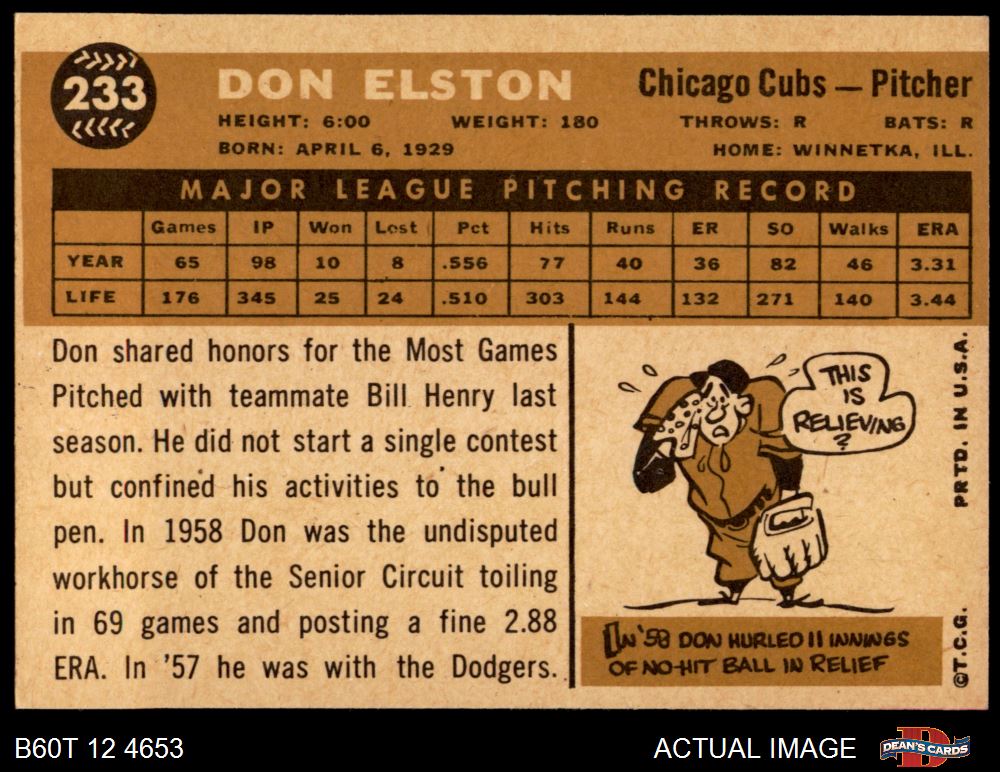 233
DON ELSTON
Chicago Cubs — Pitcher
HEIGHT: 6:00 WEIGHT: 180 THROWS: R BATS: R
BORN: APRIL 6, 1929 HOME: WINNETKA, ILL.
MAJOR LEAGUE PITCHING RECORD
Games IP Won Lost Pct Hits Runs ER SO Walks ERA
YEAR 65 98 10 8 .556 77 40 36 82 46 3.31
LIFE 176 345 25 24 .510 303 144 132 271 140 3.44
Don shared honors for the Most Games
Pitched with teammate Bill Henry last
season. He did not start a single contest
but confined his activities to the bull
pen. In 1958 Don was the undisputed
workhorse of the Senior Circuit toiling
in 69 games and posting a fine 2.88
ERA. In '57 he was with the Dodgers.
THIS
IS
RELIEVING
?
IN '58 DON HURLED 11 INNINGS
OF NO-HIT BALL IN RELIEF
PRTD. IN U.S.A.
©T.C.G.
B60T 12 4653
ACTUAL IMAGE
D
DEAN'S CARDS